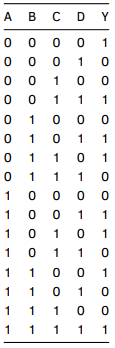 A B C D Y
0 0 0 0 1
0 0 0 1 0
0 0 1 0 0
0 0 1 1 1
0 1 0 0 0
0 1 0 1 1
0 1 1 0 1
0 1 1 1 0
1 0 0 0 0
1 0 0 1 1
1 0 1 0 1
1 0 1 1 0
1 1 0 0 1
1 1 0 1 0
1 1 1 0 0
1 1 1 1 1